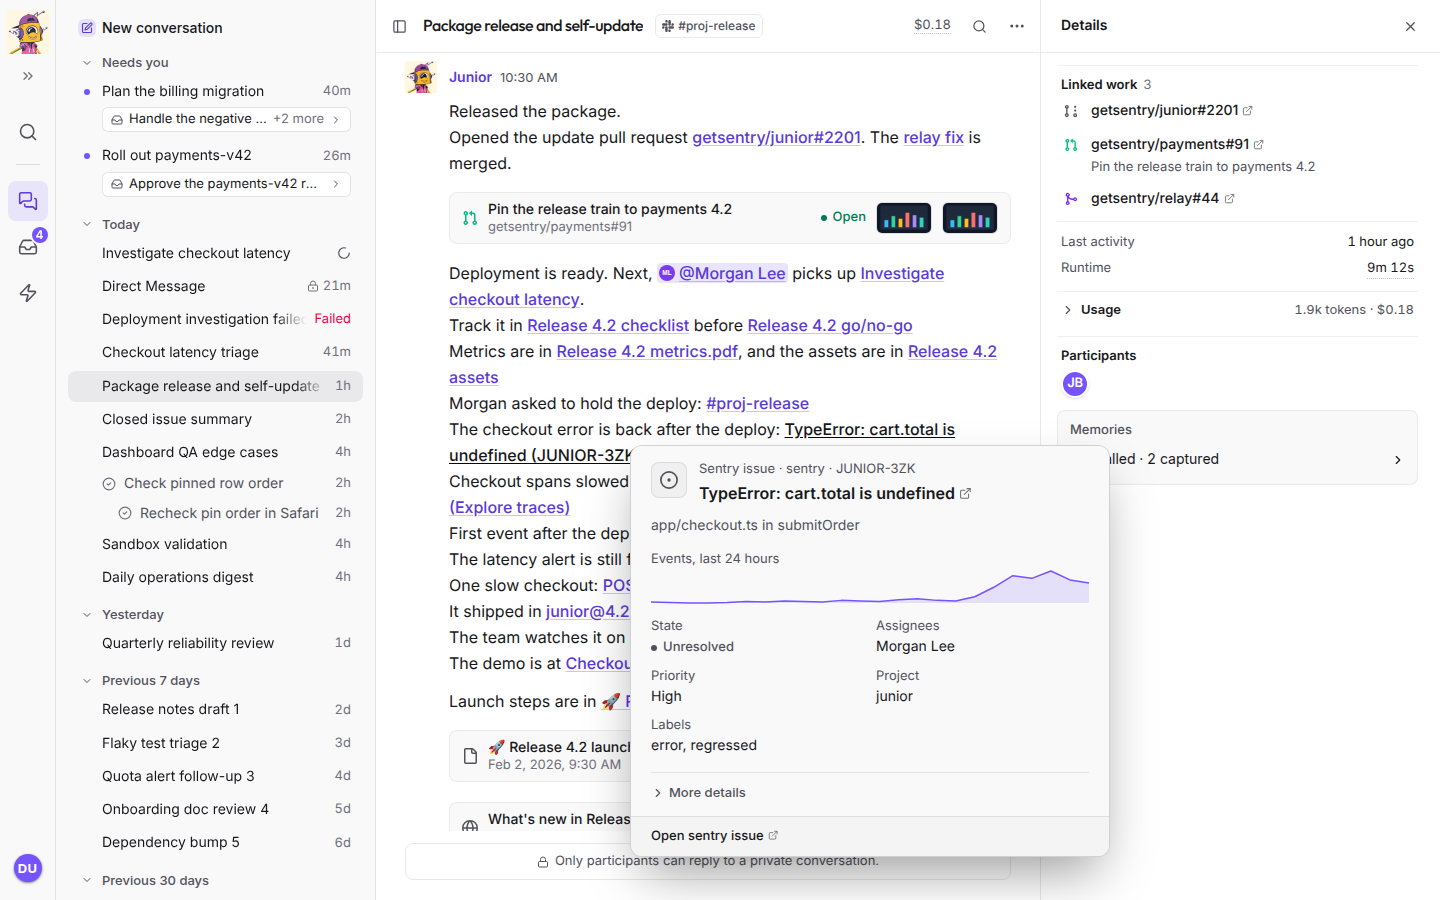 New conversation
Needs you
Plan the billing migration 40m
Handle the negative ... +2 more
Roll out payments-v42 26m
Approve the payments-v42 r...
Today
Investigate checkout latency
Direct Message 21m
Deployment investigation failed Failed
Checkout latency triage 41m
Package release and self-update 1h
Closed issue summary 2h
Dashboard QA edge cases 4h
Check pinned row order 2h
Recheck pin order in Safari 2h
Sandbox validation 4h
Daily operations digest 4h
Yesterday
Quarterly reliability review 1d
Previous 7 days
Release notes draft 1 2d
Flaky test triage 2 3d
Quota alert follow-up 3 4d
Onboarding doc review 4 5d
Dependency bump 5 6d
Previous 30 days
4
DU
Package release and self-update #proj-release $0.18
Junior 10:30 AM
Released the package.
Opened the update pull request getsentry/junior#2201. The relay fix is
merged.
Pin the release train to payments 4.2
getsentry/payments#91
Open
Deployment is ready. Next, ML @Morgan Lee picks up Investigate
checkout latency.
Track it in Release 4.2 checklist before Release 4.2 go/no-go
Metrics are in Release 4.2 metrics.pdf, and the assets are in Release 4.2
assets
Morgan asked to hold the deploy: #proj-release
The checkout error is back after the deploy: TypeError: cart.total is
undefined (JUNIOR-3ZK
Checkout spans slowed
(Explore traces)
First event after the dep
The latency alert is still f
One slow checkout: POS
It shipped in junior@4.2
The team watches it on
The demo is at Checkou
Launch steps are in 🚀
🚀 Release 4.2 launch
Feb 2, 2026, 9:30 AM
What's new in Releas
Only participants can reply to a private conversation.
Sentry issue · sentry · JUNIOR-3ZK
TypeError: cart.total is undefined
app/checkout.ts in submitOrder
Events, last 24 hours
State Assignees
Unresolved Morgan Lee
Priority Project
High junior
Labels
error, regressed
More details
Open sentry issue
Details
Linked work 3
getsentry/junior#2201
getsentry/payments#91
Pin the release train to payments 4.2
getsentry/relay#44
Last activity 1 hour ago
Runtime 9m 12s
Usage 1.9k tokens · $0.18
Participants
JB
Memories
alled · 2 captured